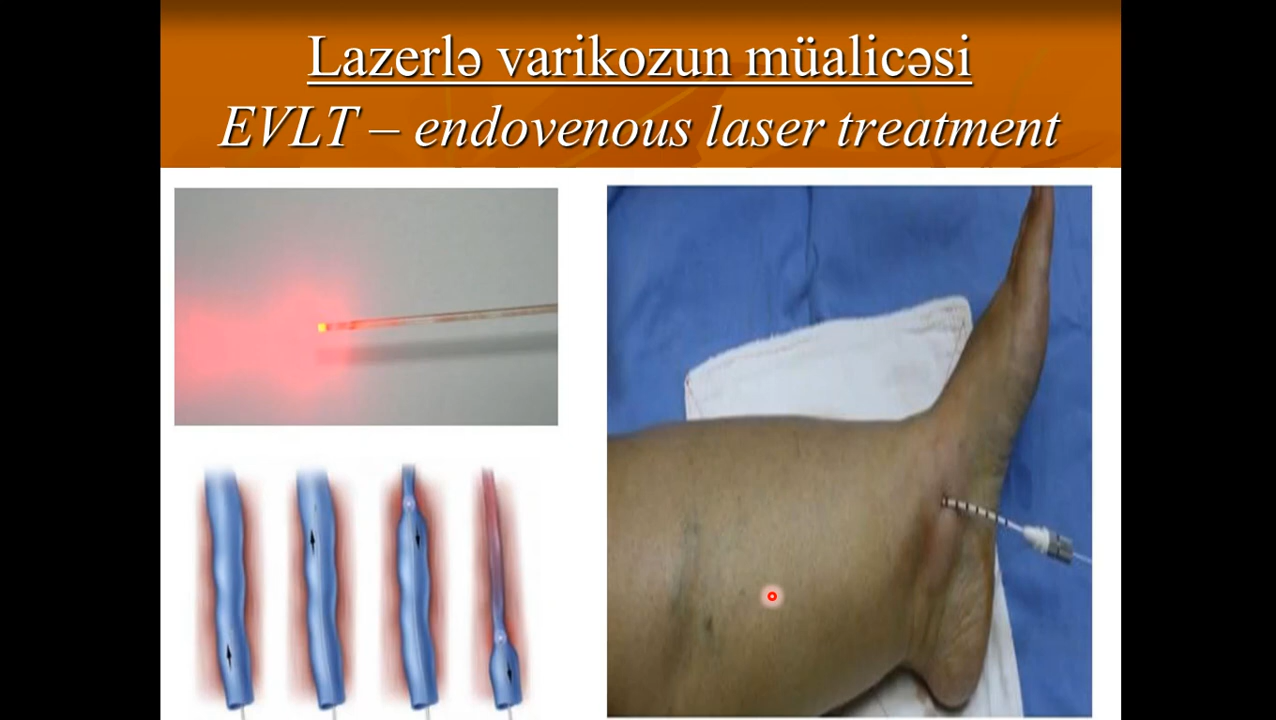 Lazerlə varikozun müalicəsi
EVLT – endovenous laser treatment